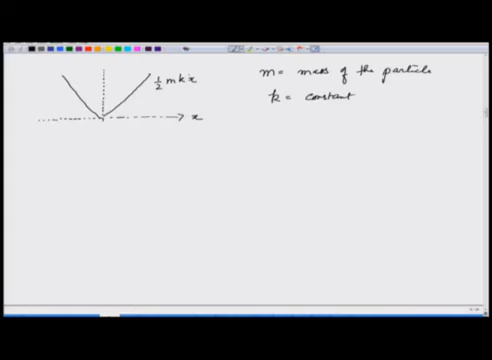 m = mass of the particle
½ m k x
k = constant
x